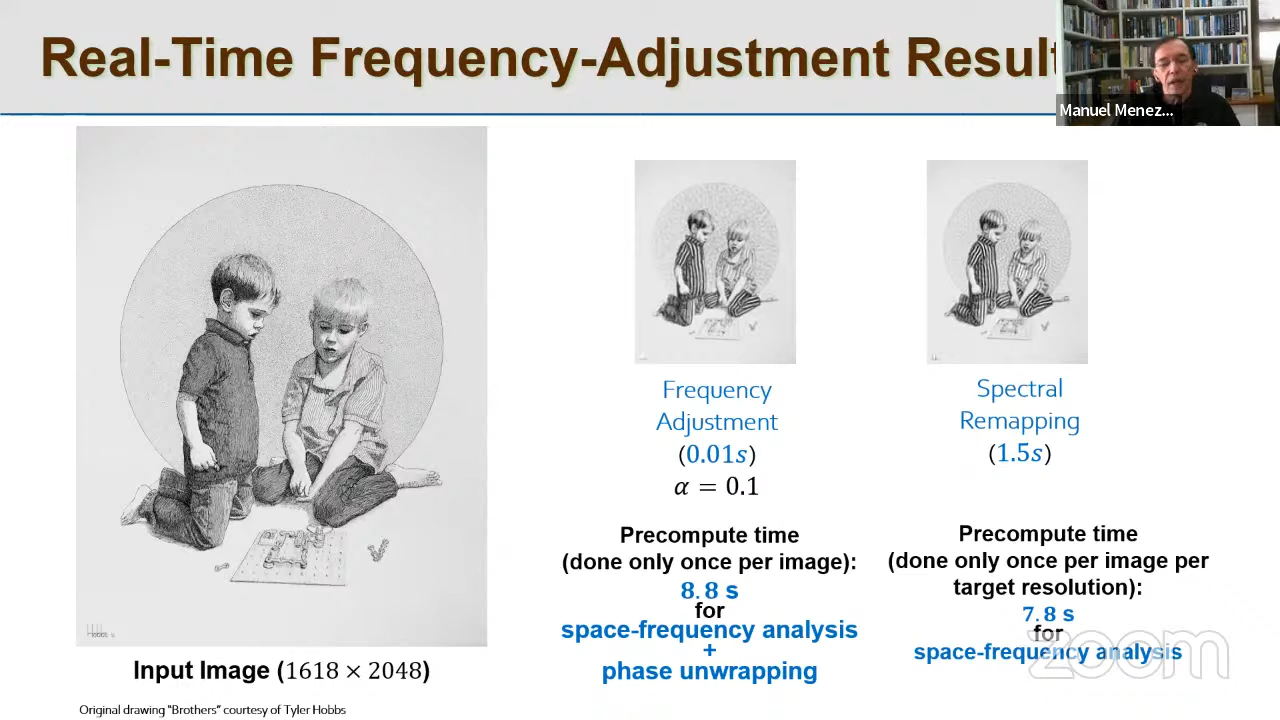 Real-Time Frequency-Adjustment Result
Manuel Menez...
Frequency
Adjustment
(0.01s)
α = 0.1
Spectral
Remapping
(1.5s)
Precompute time
(done only once per image):
8.8 s
for
space-frequency analysis
+
phase unwrapping
Precompute time
(done only once per image per
target resolution):
7.8 s
for
space-frequency analysis
zoom
Input Image (1618 × 2048)
Original drawing "Brothers" courtesy of Tyler Hobbs